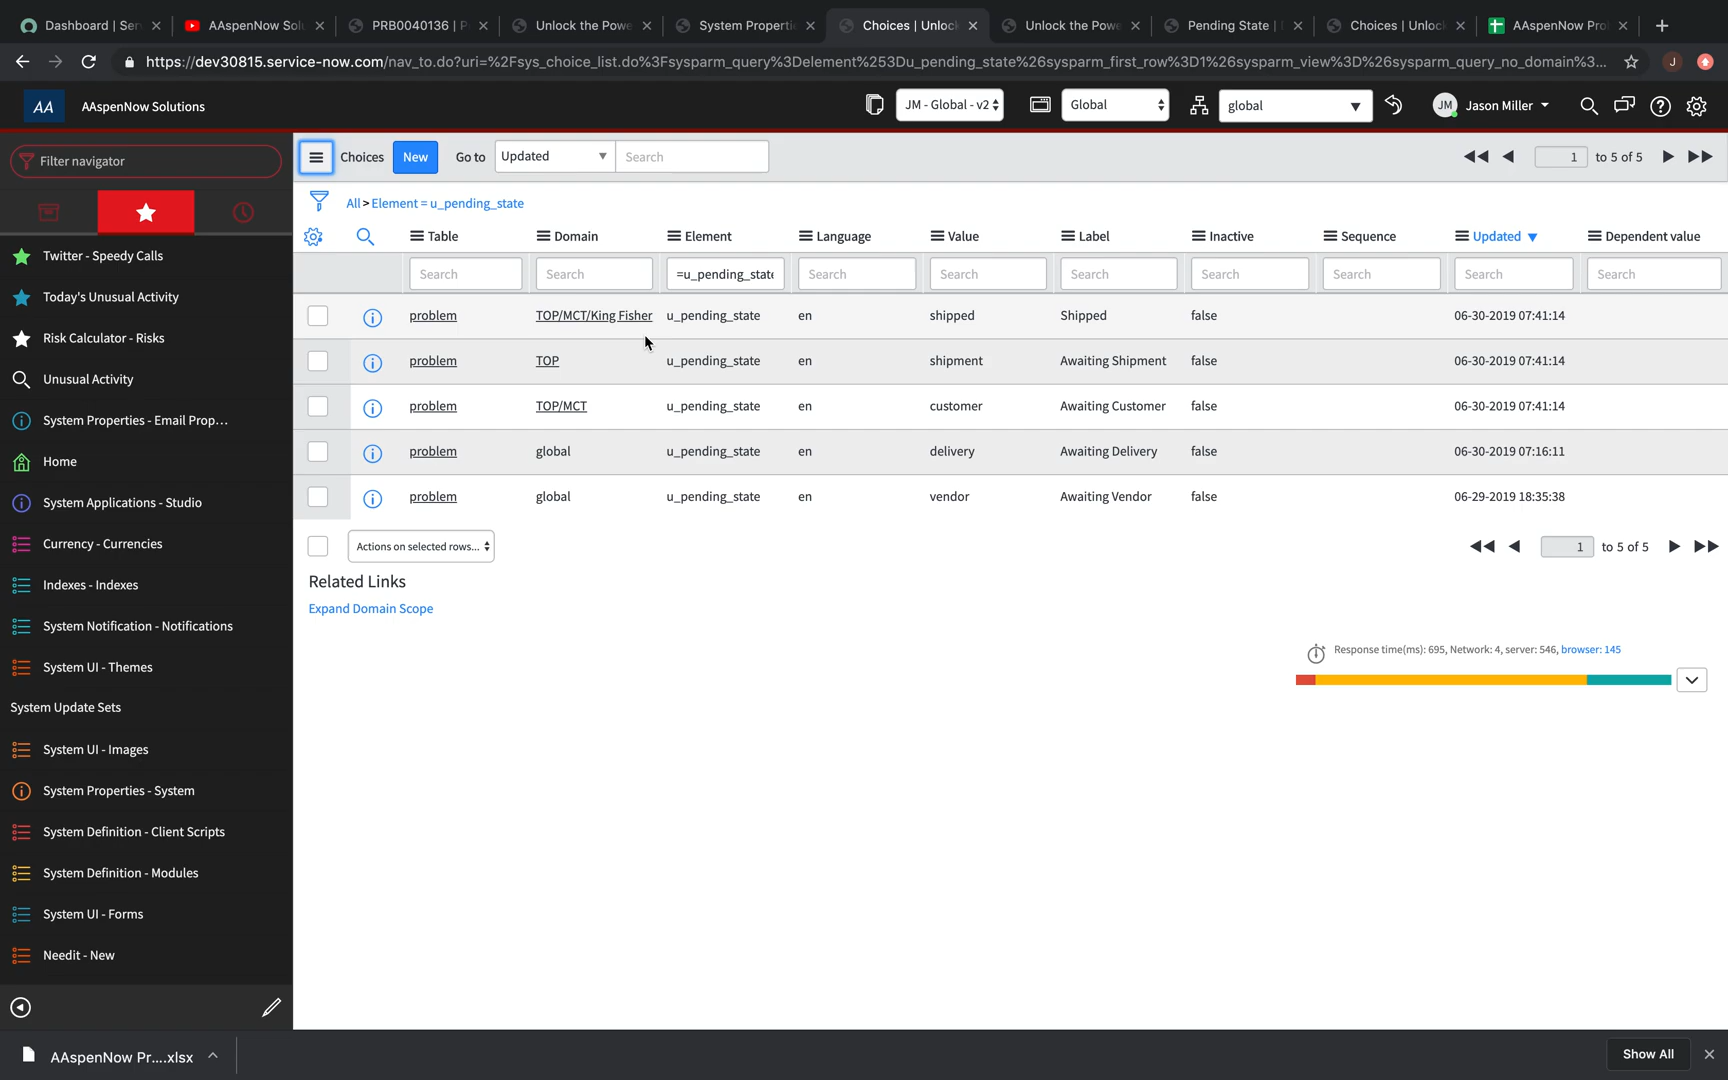 Dashboard | Ser
AAspenNow Sol
PRB0040136 | P
Unlock the Powe
System Properti
Choices | Unloc
Unlock the Powe
Pending State |
Choices | Unlock
AAspenNow Pro
https://dev30815.service-now.com/nav_to.do?uri=%2Fsys_choice_list.do%3Fsysparm_query%3Delement%253Du_pending_state%26sysparm_first_row%3D1%26sysparm_view%3D%26sysparm_query_no_domain%3...
J
AA
AAspenNow Solutions
JM - Global - v2
Global
global
JM
Jason Miller
Filter navigator
Twitter - Speedy Calls
Today's Unusual Activity
Risk Calculator - Risks
Unusual Activity
System Properties - Email Prop...
Home
System Applications - Studio
Currency - Currencies
Indexes - Indexes
System Notification - Notifications
System UI - Themes
System Update Sets
System UI - Images
System Properties - System
System Definition - Client Scripts
System Definition - Modules
System UI - Forms
Needit - New
Choices New Go to Updated Search 1 to 5 of 5
All > Element = u_pending_state
Table Domain Element Language Value Label Inactive Sequence Updated Dependent value
Search Search =u_pending_state Search Search Search Search Search Search Search
problem TOP/MCT/King Fisher u_pending_state en shipped Shipped false 06-30-2019 07:41:14
problem TOP u_pending_state en shipment Awaiting Shipment false 06-30-2019 07:41:14
problem TOP/MCT u_pending_state en customer Awaiting Customer false 06-30-2019 07:41:14
problem global u_pending_state en delivery Awaiting Delivery false 06-30-2019 07:16:11
problem global u_pending_state en vendor Awaiting Vendor false 06-29-2019 18:35:38
Actions on selected rows... 1 to 5 of 5
Related Links
Expand Domain Scope
Response time(ms): 695, Network: 4, server: 546, browser: 145
AAspenNow Pr....xlsx
Show All